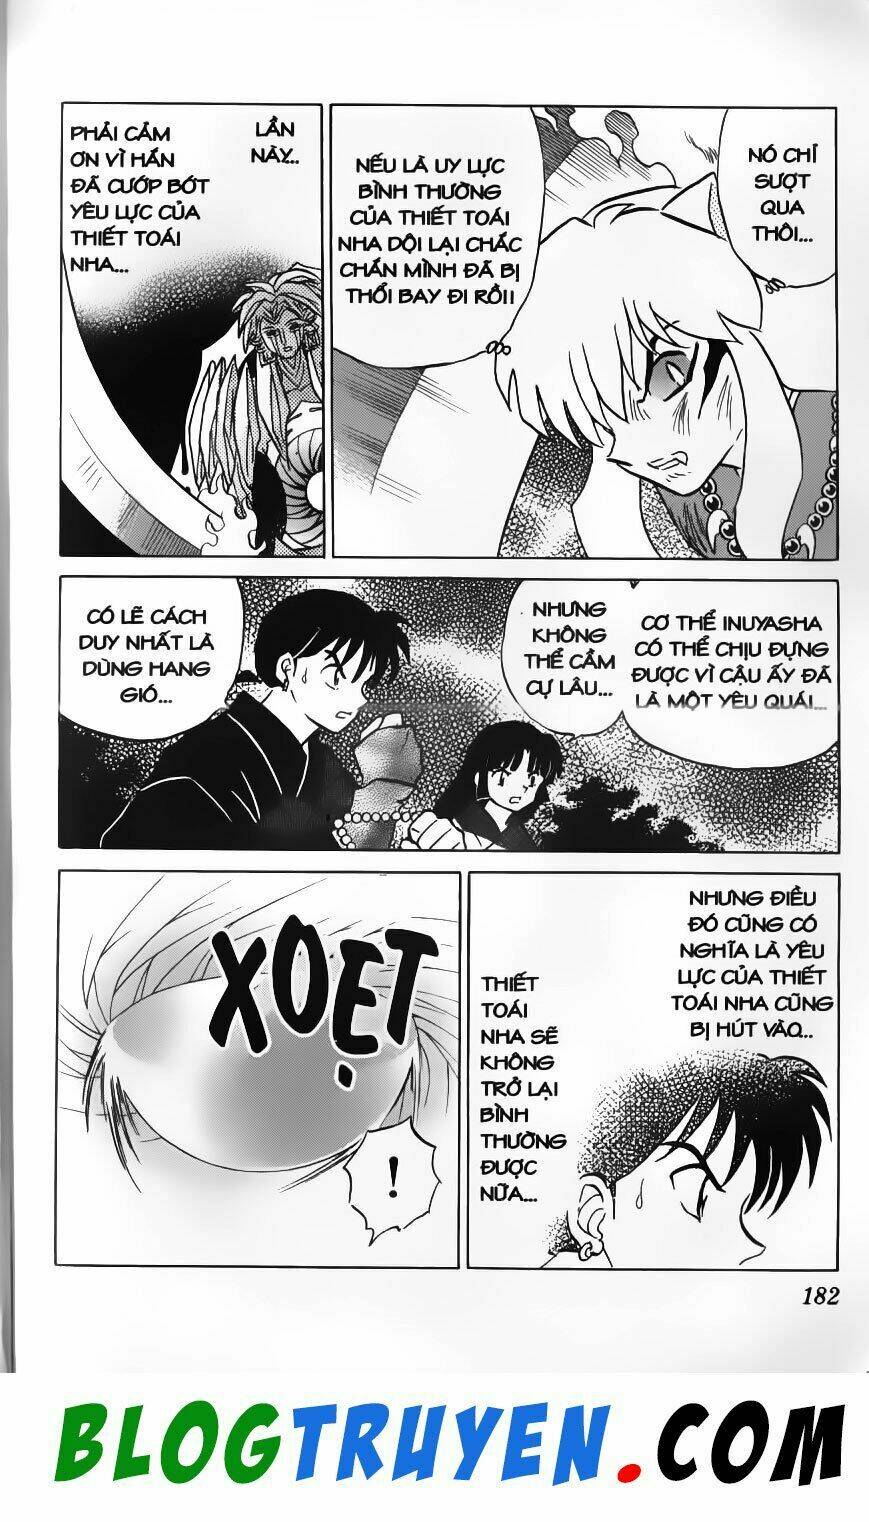 NÓ CHỈ
SƯỢT
QUA
THÔI...
NẾU LÀ UY LỰC
BÌNH THƯỜNG
CỦA THIẾT TOÁI
NHA DỘI LẠI CHẮC
CHẮN MÌNH ĐÃ BỊ
THỔI BAY ĐI RỒI!
LẦN
NÀY...
PHẢI CẢM
ƠN VÌ HẮN
ĐÃ CƯỚP BỚT
YÊU LỰC CỦA
THIẾT TOÁI
NHA...
CƠ THỂ INUYASHA
CÓ THỂ CHỊU ĐỰNG
ĐƯỢC VÌ CẬU ẤY ĐÃ
LÀ MỘT YÊU QUÁI...
NHƯNG
KHÔNG
THỂ CẦM
CỰ LÂU...
CÓ LẼ CÁCH
DUY NHẤT LÀ
DÙNG HANG
GIÓ...
NHƯNG ĐIỀU
ĐÓ CŨNG CÓ
NGHĨA LÀ YÊU
LỰC CỦA THIẾT
TOÁI NHA CŨNG
BỊ HÚT VÀO...
THIẾT
TOÁI
NHA SẼ
KHÔNG
TRỞ LẠI
BÌNH
THƯỜNG
ĐƯỢC
NỮA...
XOẸT
!
182
BLOGTRUYEN.COM